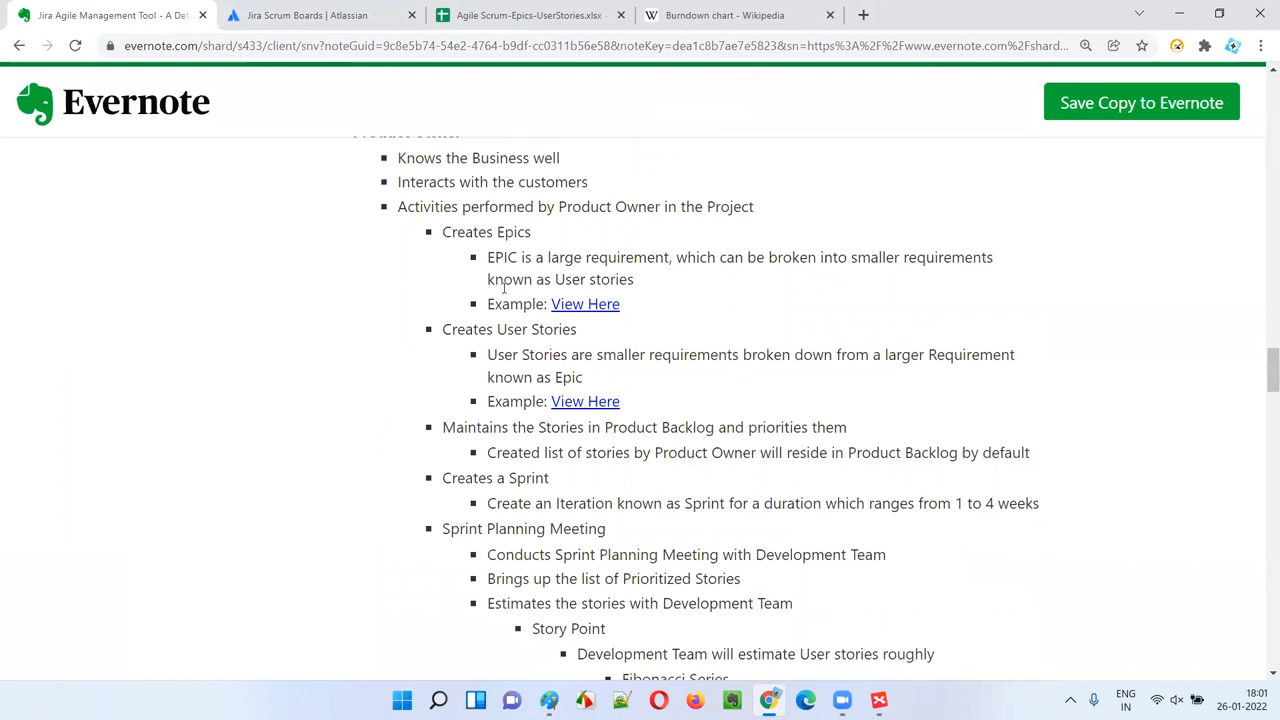 Jira Agile Management Tool - A De
Jira Scrum Boards | Atlassian
Agile Scrum-Epics-UserStories.xlsx -
W Burndown chart - Wikipedia
evernote.com/shard/s433/client/snv?noteGuid=9c8e5b74-54e2-4764-b9df-cc0311b56e58&noteKey=dea1c8b7ae7e5823&sn=https%3A%2F%2Fwww.evernote.com%2Fshard...
Evernote
Save Copy to Evernote
Knows the Business well
Interacts with the customers
Activities performed by Product Owner in the Project
Creates Epics
EPIC is a large requirement, which can be broken into smaller requirements
known as User stories
Example: View Here
Creates User Stories
User Stories are smaller requirements broken down from a larger Requirement
known as Epic
Example: View Here
Maintains the Stories in Product Backlog and priorities them
Created list of stories by Product Owner will reside in Product Backlog by default
Creates a Sprint
Create an Iteration known as Sprint for a duration which ranges from 1 to 4 weeks
Sprint Planning Meeting
Conducts Sprint Planning Meeting with Development Team
Brings up the list of Prioritized Stories
Estimates the stories with Development Team
Story Point
Development Team will estimate User stories roughly
Fibonacci Series
ENG
IN
18:01
26-01-2022